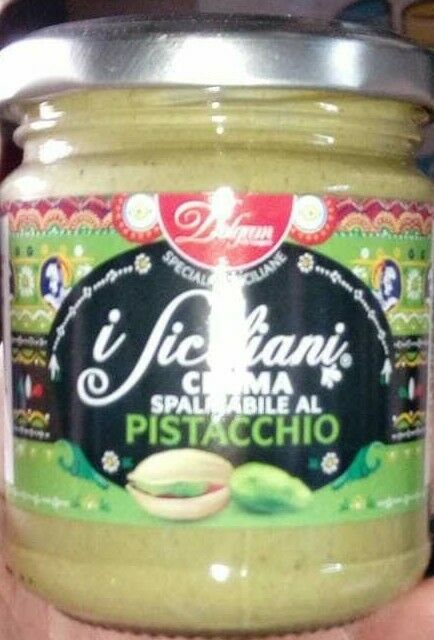 Dolgam
SPECIALITÀ SICILIANE
i Siciliani®
CREMA
SPALMABILE AL
PISTACCHIO